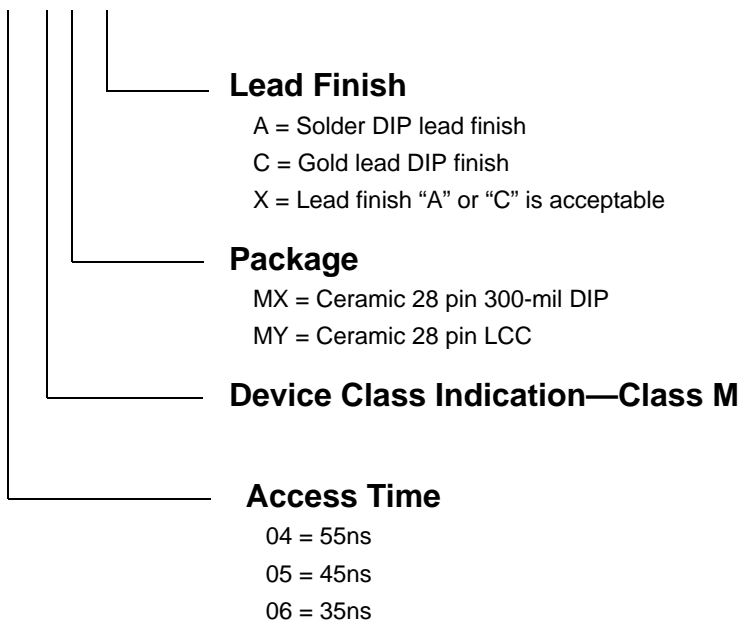 Lead Finish
A = Solder DIP lead finish
C = Gold lead DIP finish
X = Lead finish “A” or “C” is acceptable
Package
MX = Ceramic 28 pin 300-mil DIP
MY = Ceramic 28 pin LCC
Device Class Indication—Class M
Access Time
04 = 55ns
05 = 45ns
06 = 35ns